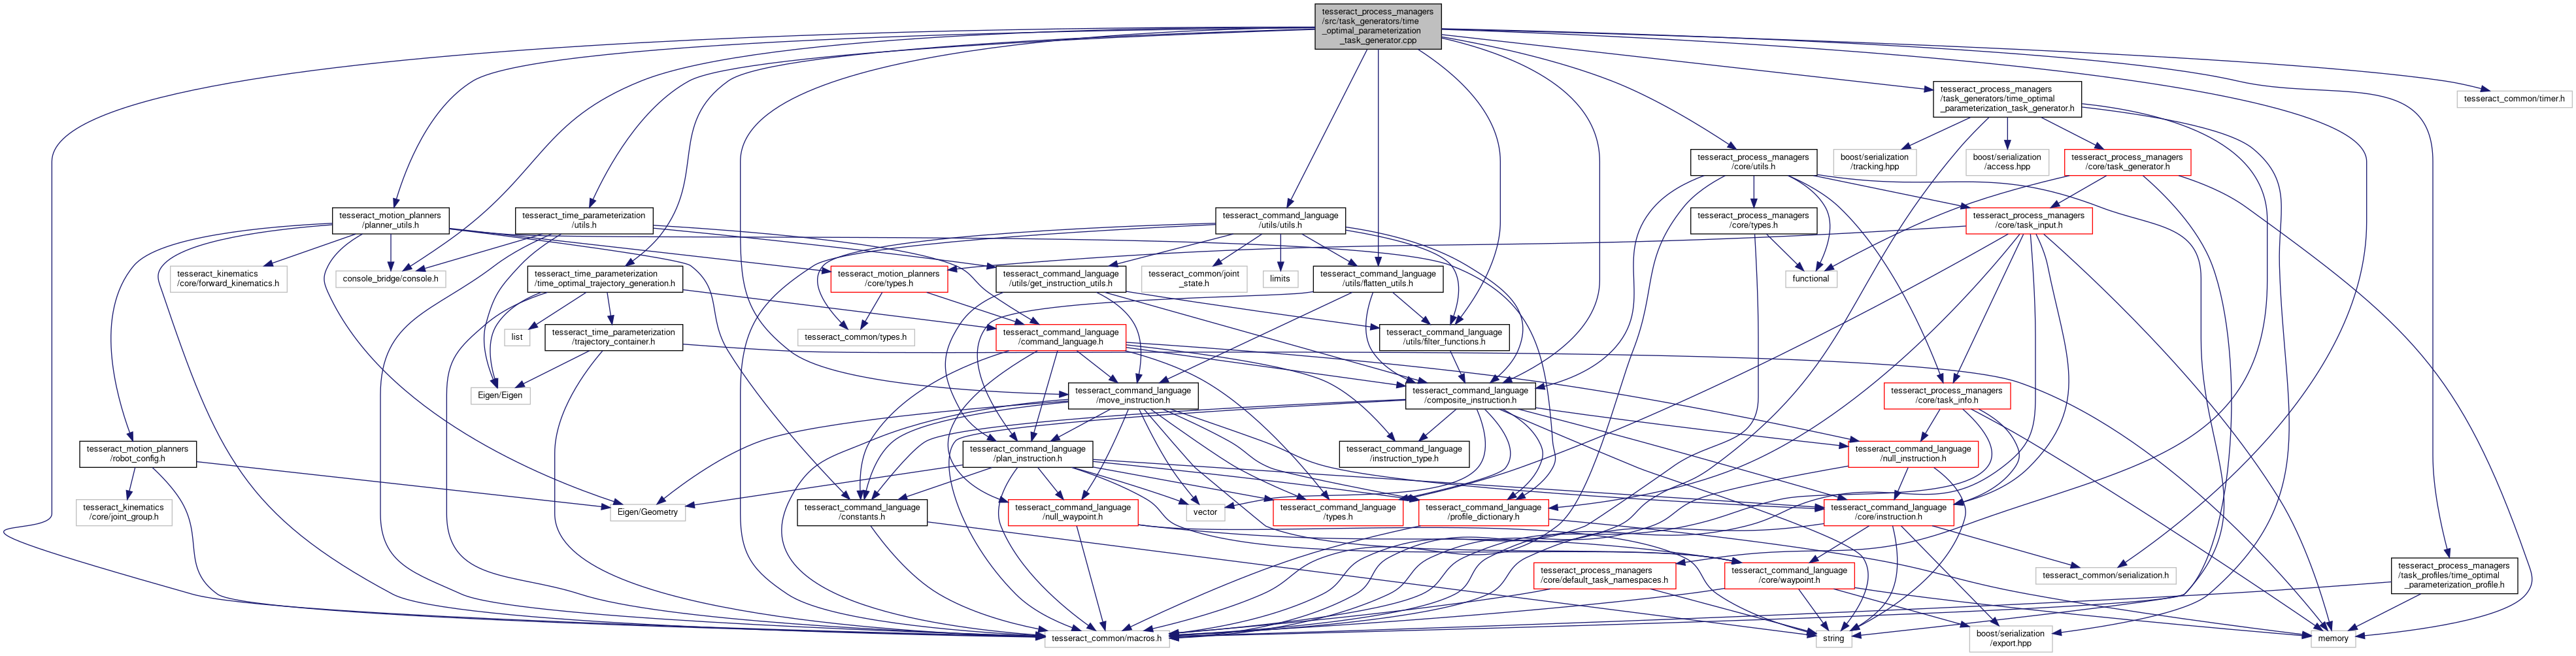 tesseract_process_managers
/src/task_generators/time
_optimal_parameterization
_task_generator.cpp
tesseract_process_managers
/task_generators/time_optimal
_parameterization_task_generator.h
tesseract_common/timer.h
tesseract_process_managers
/core/utils.h
boost/serialization
/tracking.hpp
boost/serialization
/access.hpp
tesseract_process_managers
/core/task_generator.h
tesseract_motion_planners
/planner_utils.h
tesseract_time_parameterization
/utils.h
tesseract_command_language
/utils/utils.h
tesseract_process_managers
/core/types.h
tesseract_process_managers
/core/task_input.h
tesseract_kinematics
/core/forward_kinematics.h
console_bridge/console.h
tesseract_time_parameterization
/time_optimal_trajectory_generation.h
tesseract_motion_planners
/core/types.h
tesseract_command_language
/utils/get_instruction_utils.h
tesseract_common/joint
_state.h
limits
tesseract_command_language
/utils/flatten_utils.h
functional
list
tesseract_time_parameterization
/trajectory_container.h
tesseract_common/types.h
tesseract_command_language
/command_language.h
tesseract_command_language
/utils/filter_functions.h
Eigen/Eigen
tesseract_command_language
/move_instruction.h
tesseract_command_language
/composite_instruction.h
tesseract_process_managers
/core/task_info.h
tesseract_motion_planners
/robot_config.h
tesseract_command_language
/plan_instruction.h
tesseract_command_language
/instruction_type.h
tesseract_command_language
/null_instruction.h
tesseract_kinematics
/core/joint_group.h
Eigen/Geometry
tesseract_command_language
/constants.h
tesseract_command_language
/null_waypoint.h
vector
tesseract_command_language
/types.h
tesseract_command_language
/profile_dictionary.h
tesseract_command_language
/core/instruction.h
tesseract_process_managers
/core/default_task_namespaces.h
tesseract_command_language
/core/waypoint.h
tesseract_common/serialization.h
tesseract_process_managers
/task_profiles/time_optimal
_parameterization_profile.h
tesseract_common/macros.h
string
boost/serialization
/export.hpp
memory